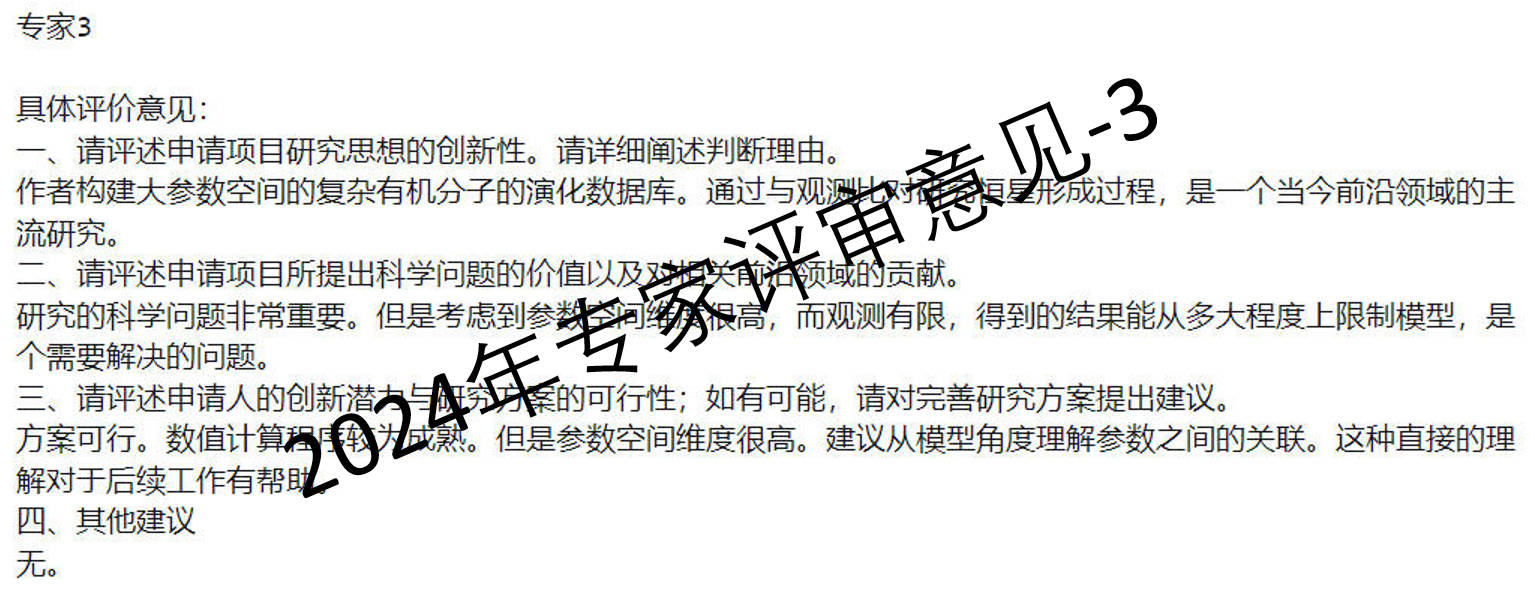 专家3
具体评价意见：
一、请评述申请项目研究思想的创新性。请详细阐述判断理由。
作者构建大参数空间的复杂有机分子的演化数据库。通过与观测比对研究恒星形成过程，是一个当今前沿领域的主
流研究。
二、请评述申请项目所提出科学问题的价值以及对相关前沿领域的贡献。
研究的科学问题非常重要。但是考虑到参数空间维度很高，而观测有限，得到的结果能从多大程度上限制模型，是
个需要解决的问题。
三、请评述申请人的创新潜力与研究方案的可行性；如有可能，请对完善研究方案提出建议。
方案可行。数值计算程序较为成熟。但是参数空间维度很高。建议从模型角度理解参数之间的关联。这种直接的理
解对于后续工作有帮助。
四、其他建议
无。
2024年专家评审意见-3